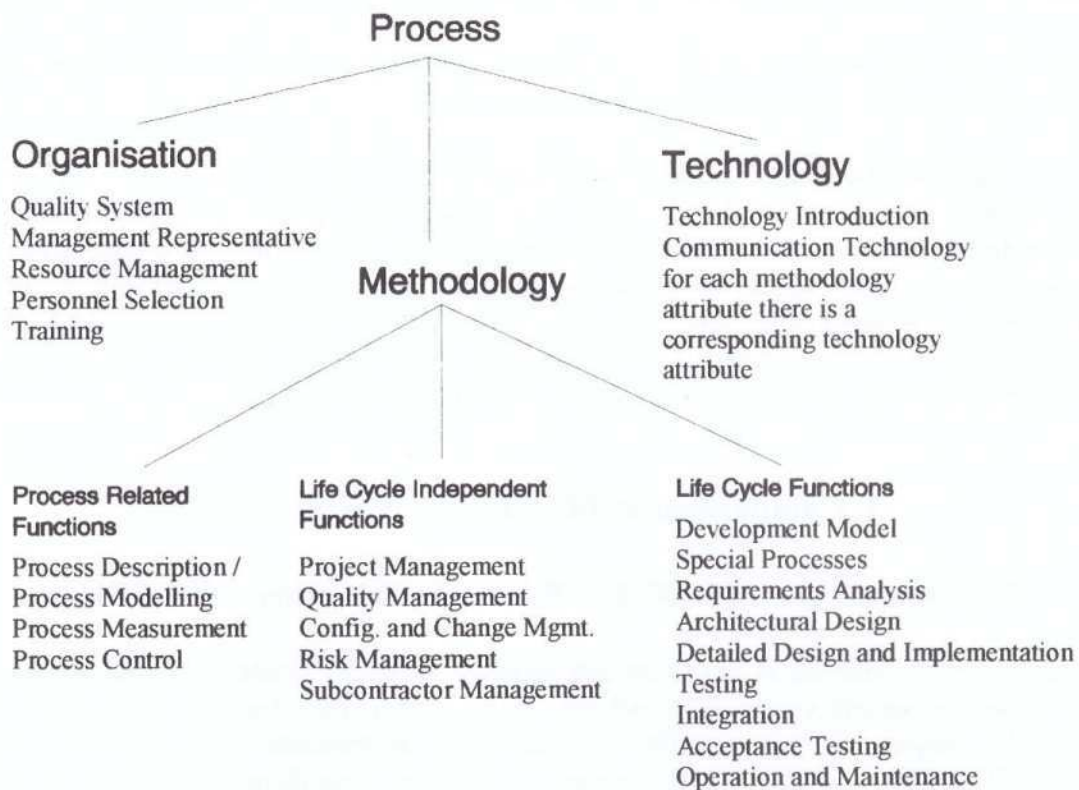 Process
Organisation
Quality System
Management Representative
Resource Management
Personnel Selection
Training
Technology
Technology Introduction
Communication Technology
for each methodology
attribute there is a
corresponding technology
attribute
Methodology
Process Related
Functions
Process Description /
Process Modelling
Process Measurement
Process Control
Life Cycle Independent
Functions
Project Management
Quality Management
Config. and Change Mgmt.
Risk Management
Subcontractor Management
Life Cycle Functions
Development Model
Special Processes
Requirements Analysis
Architectural Design
Detailed Design and Implementation
Testing
Integration
Acceptance Testing
Operation and Maintenance